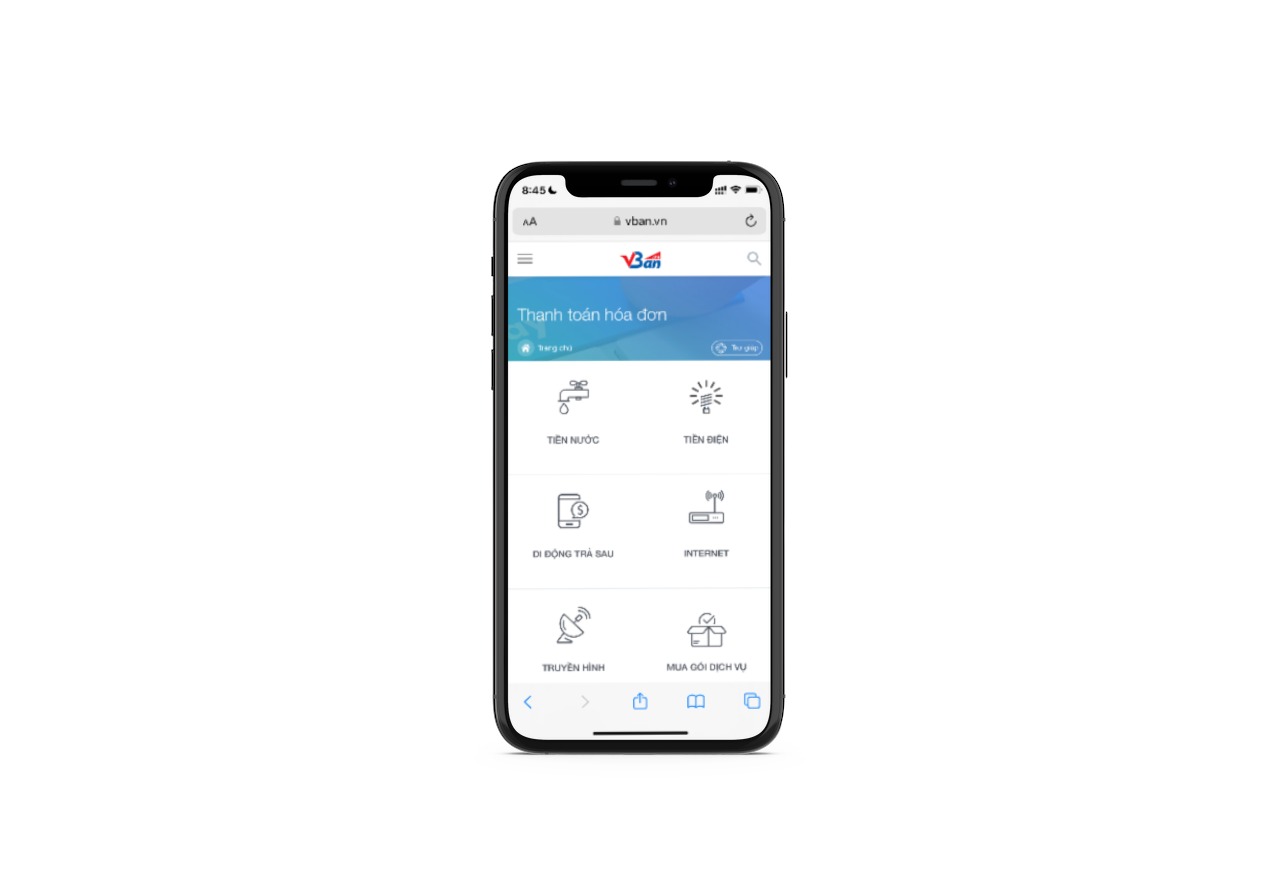 8:45
AA vban.vn
VBan
Thanh toán hóa đơn
Trang chủ Trợ giúp
TIỀN NƯỚC TIỀN ĐIỆN
DI ĐỘNG TRẢ SAU INTERNET
TRUYỀN HÌNH MUA GÓI DỊCH VỤ